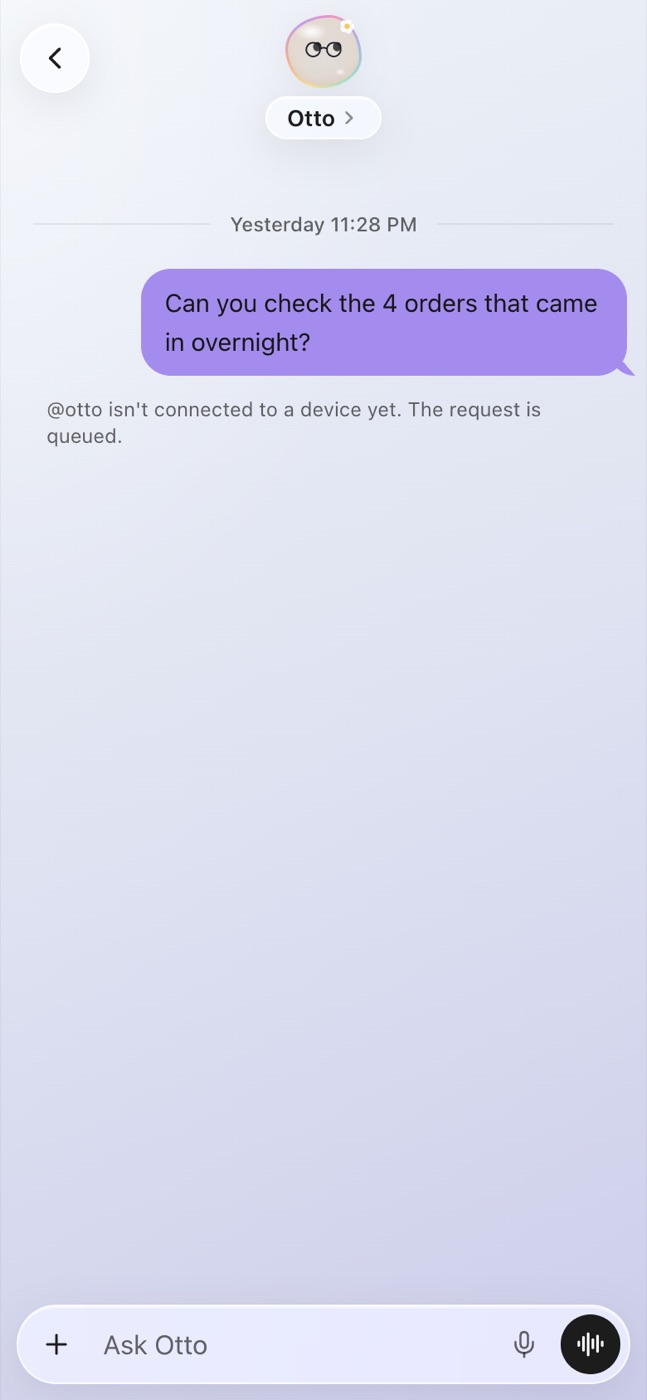 Otto
Yesterday 11:28 PM
Can you check the 4 orders that came
in overnight?
@otto isn't connected to a device yet. The request is
queued.
Ask Otto